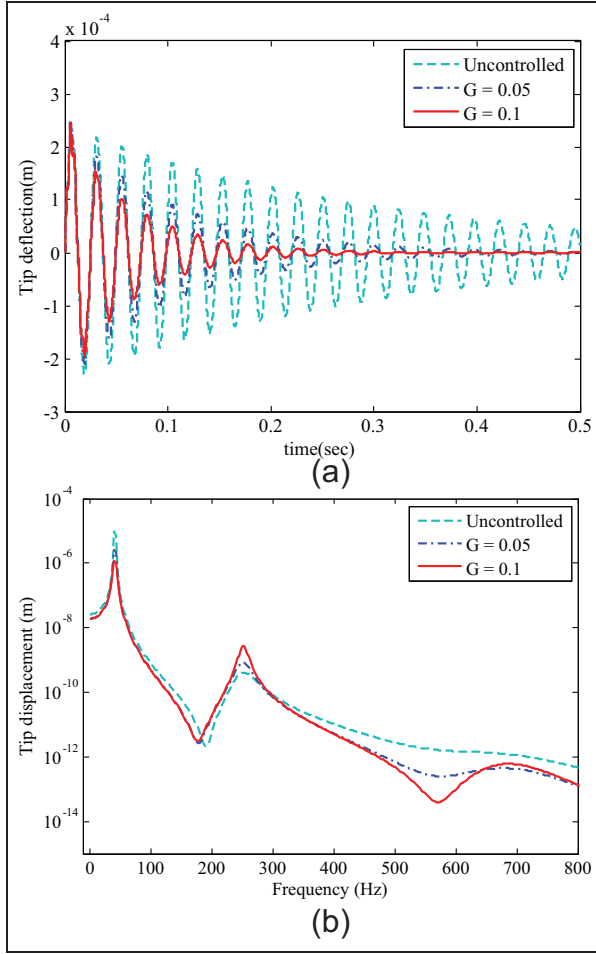 x 10⁻⁴
4
3
2
1
0
-1
-2
-3
Tip deflection(m)
Uncontrolled
G = 0.05
G = 0.1
0 0.1 0.2 0.3 0.4 0.5
time(sec)
(a)
10⁻⁴
10⁻⁶
10⁻⁸
10⁻¹⁰
10⁻¹²
10⁻¹⁴
Tip displacement (m)
Uncontrolled
G = 0.05
G = 0.1
0 100 200 300 400 500 600 700 800
Frequency (Hz)
(b)